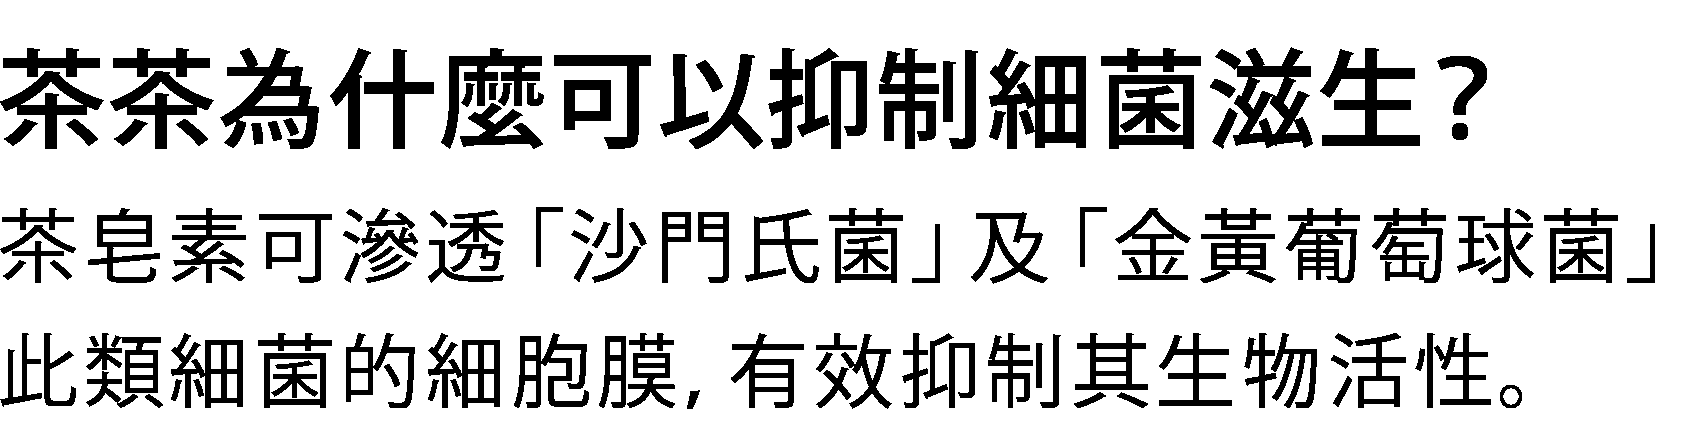 茶茶為什麼可以抑制細菌滋生?
茶皂素可滲透「沙門氏菌」及「金黃葡萄球菌」
此類細菌的細胞膜, 有效抑制其生物活性。